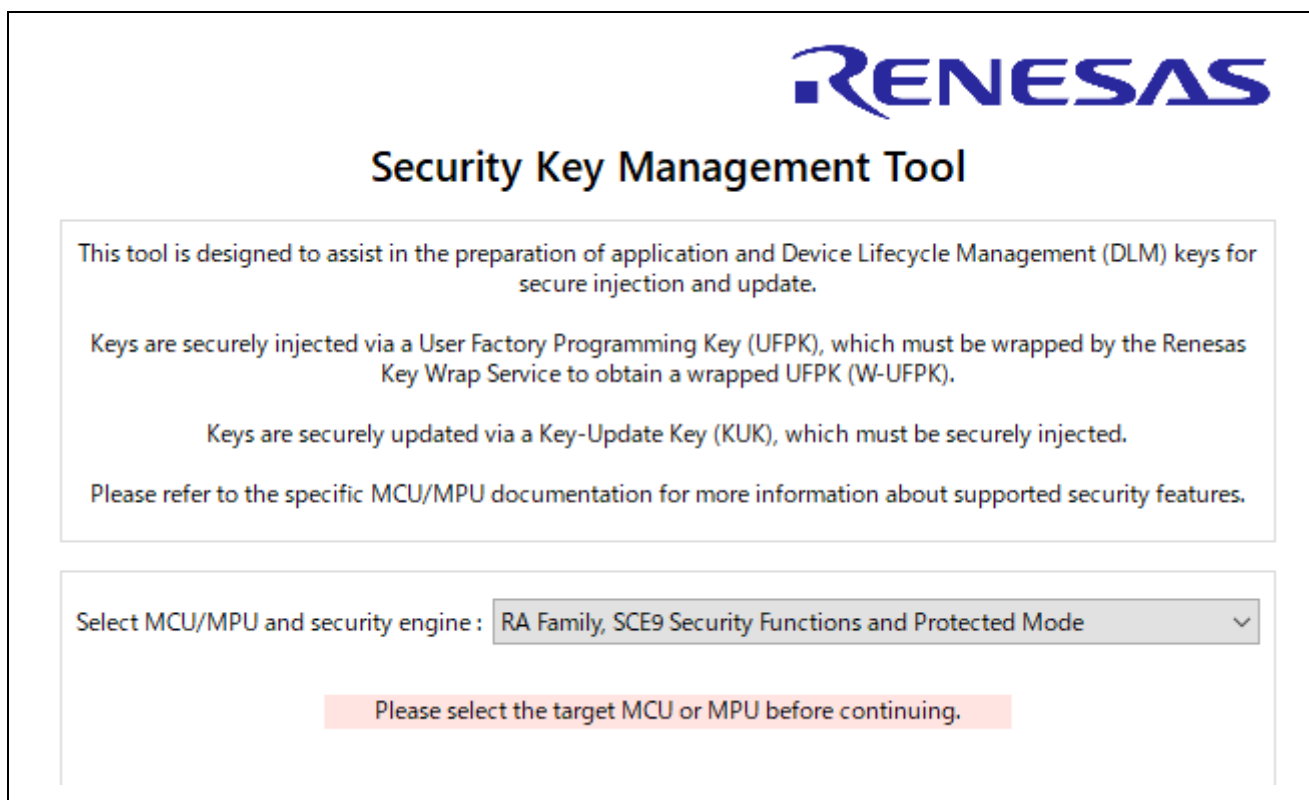 RENESAS
Security Key Management Tool
This tool is designed to assist in the preparation of application and Device Lifecycle Management (DLM) keys for
secure injection and update.
Keys are securely injected via a User Factory Programming Key (UFPK), which must be wrapped by the Renesas
Key Wrap Service to obtain a wrapped UFPK (W-UFPK).
Keys are securely updated via a Key-Update Key (KUK), which must be securely injected.
Please refer to the specific MCU/MPU documentation for more information about supported security features.
Select MCU/MPU and security engine : RA Family, SCE9 Security Functions and Protected Mode
Please select the target MCU or MPU before continuing.